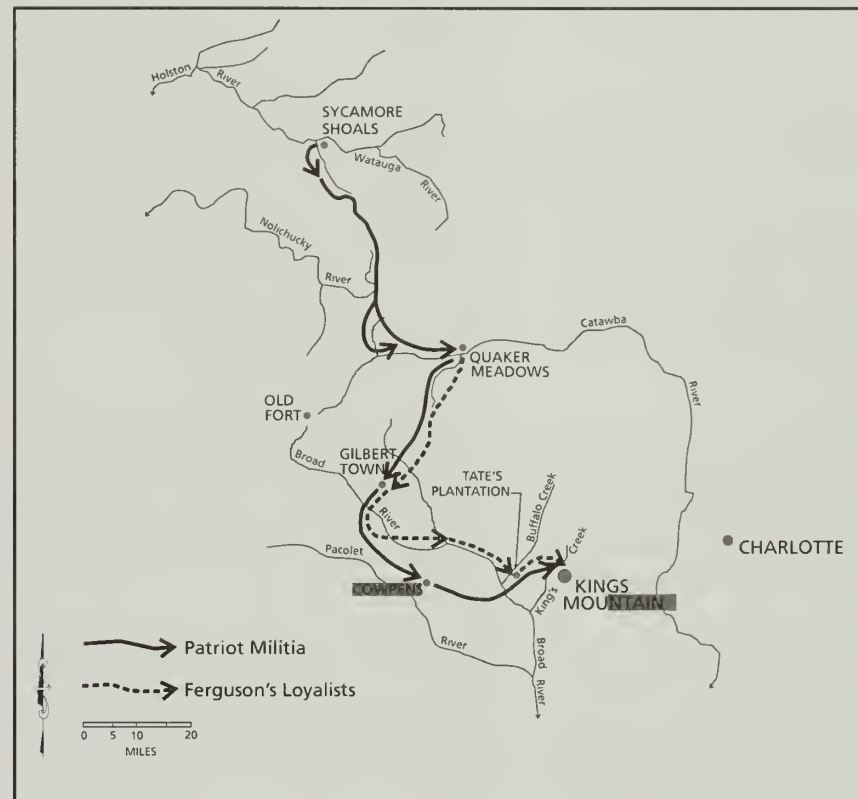 Holston
River
SYCAMORE
SHOALS
Watauga
River
Nolichucky
River
Catawba
River
QUAKER
MEADOWS
OLD
FORT
Broad
River
GILBERT
TOWN
TATE'S
PLANTATION
Buffalo Creek
King's Creek
Pacolet
River
COWPENS
KINGS
MOUNTAIN
CHARLOTTE
Broad
River
Patriot Militia
Ferguson's Loyalists
0 5 10 20
MILES